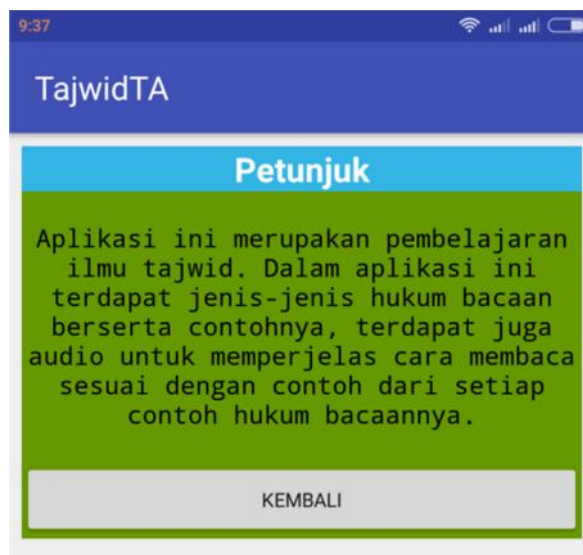 9:37
TajwidTA
Petunjuk
Aplikasi ini merupakan pembelajaran
ilmu tajwid. Dalam aplikasi ini
terdapat jenis-jenis hukum bacaan
berserta contohnya, terdapat juga
audio untuk memperjelas cara membaca
sesuai dengan contoh dari setiap
contoh hukum bacaannya.
KEMBALI